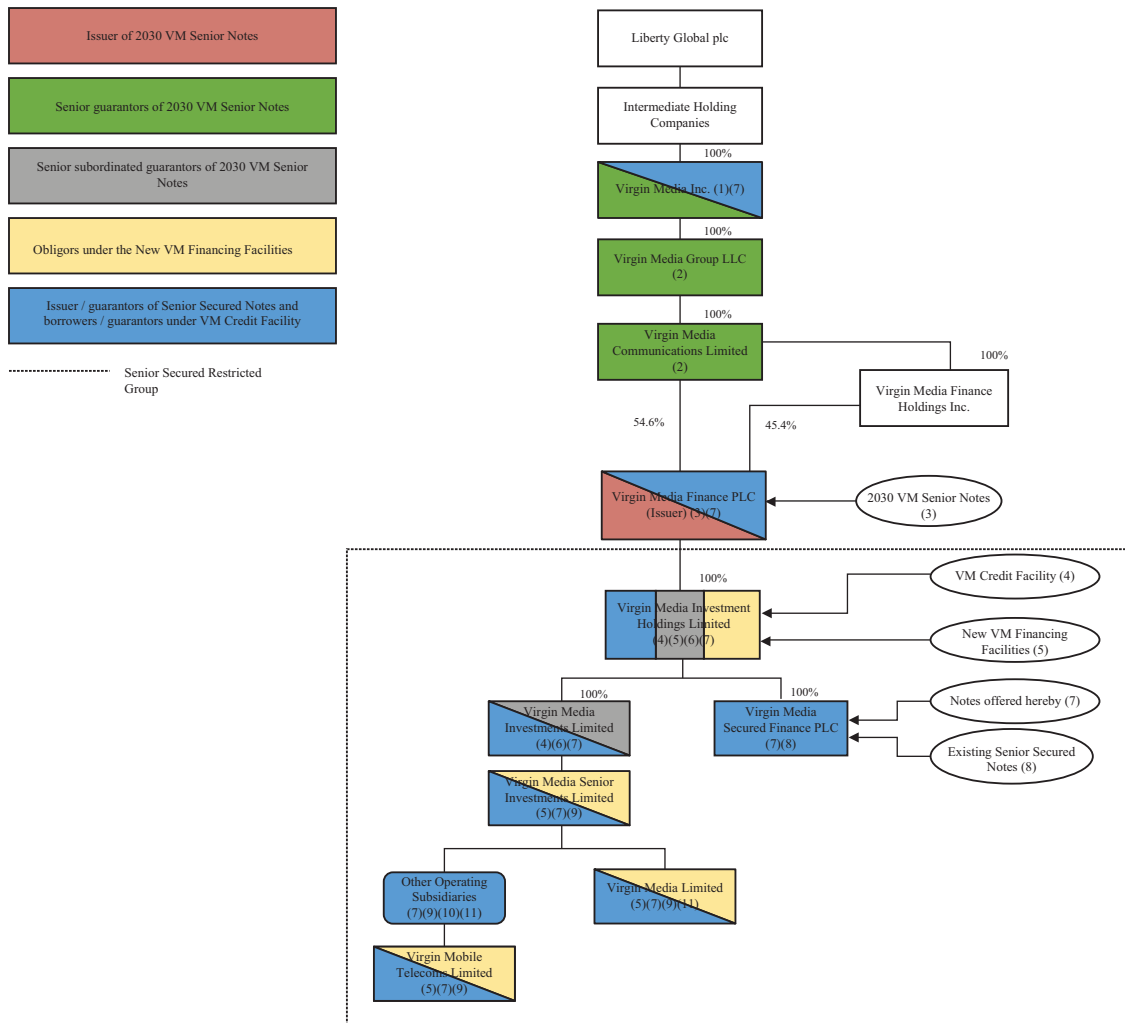 Issuer of 2030 VM Senior Notes
Senior guarantors of 2030 VM Senior Notes
Senior subordinated guarantors of 2030 VM Senior
Notes
Obligors under the New VM Financing Facilities
Issuer / guarantors of Senior Secured Notes and
borrowers / guarantors under VM Credit Facility
Senior Secured Restricted
Group
Liberty Global plc
Intermediate Holding
Companies
100%
Virgin Media Inc. (1)(7)
100%
Virgin Media Group LLC
(2)
100%
Virgin Media
Communications Limited
(2)
100%
Virgin Media Finance
Holdings Inc.
54.6%
45.4%
Virgin Media Finance PLC
(Issuer) (3)(7)
2030 VM Senior Notes
(3)
100%
Virgin Media Investment
Holdings Limited
(4)(5)(6)(7)
VM Credit Facility (4)
New VM Financing
Facilities (5)
100%
100%
Virgin Media
Investments Limited
(4)(6)(7)
Virgin Media
Secured Finance PLC
(7)(8)
Notes offered hereby (7)
Existing Senior Secured
Notes (8)
Virgin Media Senior
Investments Limited
(5)(7)(9)
Other Operating
Subsidiaries
(7)(9)(10)(11)
Virgin Media Limited
(5)(7)(9)(11)
Virgin Mobile
Telecoms Limited
(5)(7)(9)